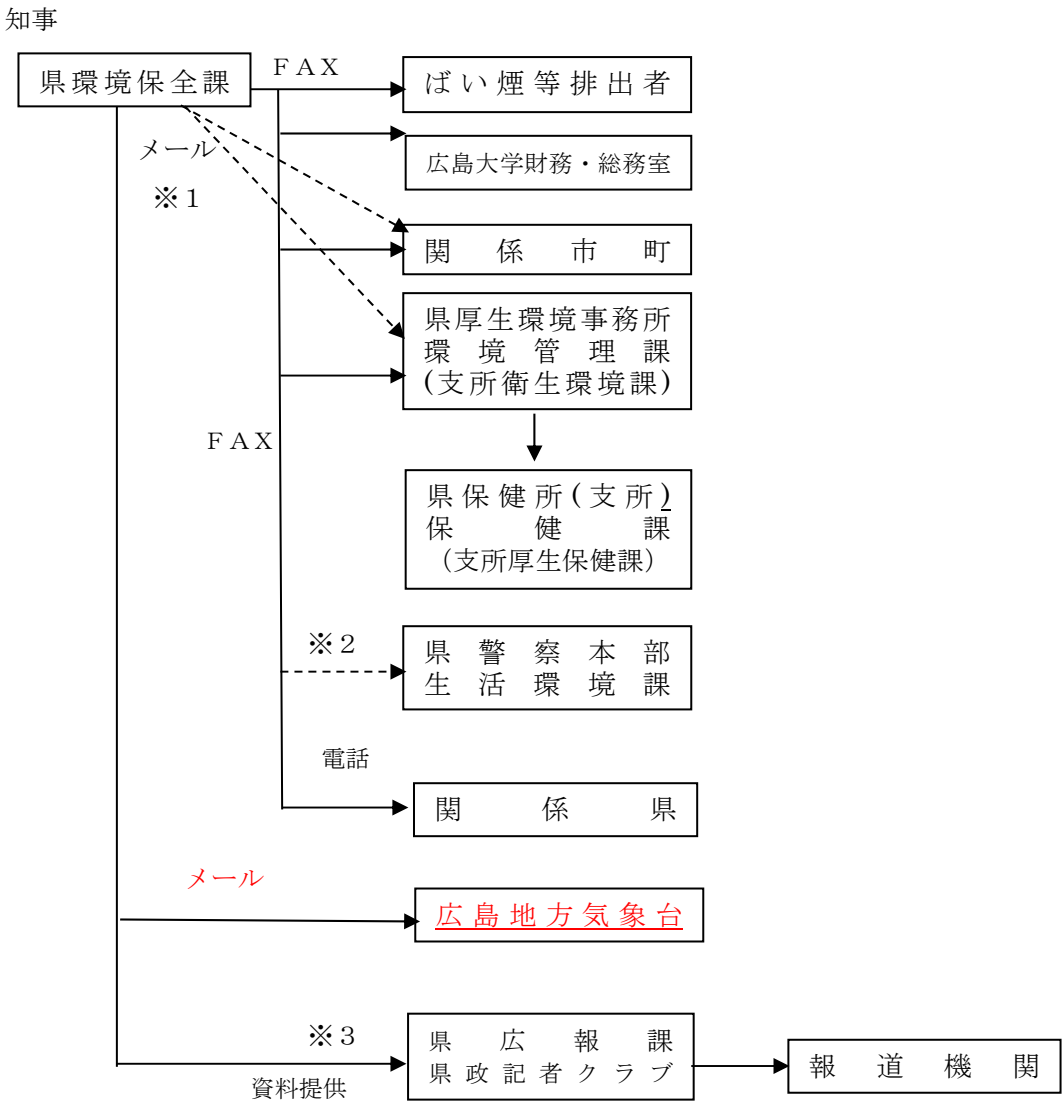 知事
県環境保全課
ＦＡＸ
ばい煙等排出者
メール
※１
広島大学財務・総務室
関係市町
県厚生環境事務所
環境管理課
(支所衛生環境課)
ＦＡＸ
県保健所(支所)
保健課
（支所厚生保健課）
※２
県警察本部
生活環境課
電話
関係県
メール
広島地方気象台
※３
資料提供
県広報課
県政記者クラブ
報道機関